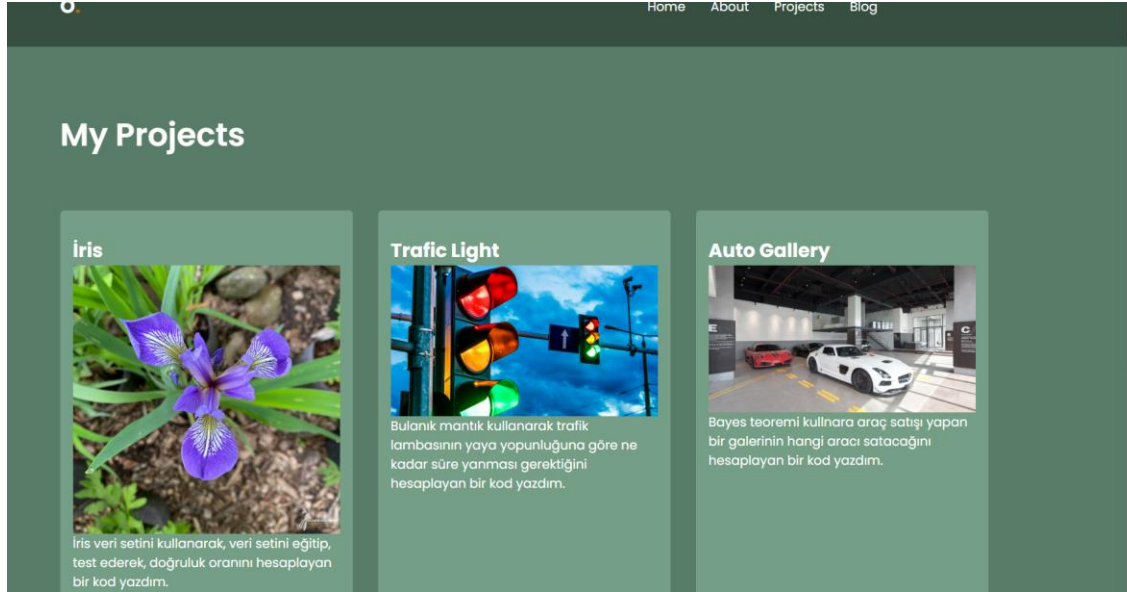 o.
Home About Projects Blog
My Projects
İris
İris veri setini kullanarak, veri setini eğitip,
test ederek, doğruluk oranını hesaplayan
bir kod yazdım.
Trafic Light
Bulanık mantık kullanarak trafik
lambasının yaya yopunluğuna göre ne
kadar süre yanması gerektiğini
hesaplayan bir kod yazdım.
Auto Gallery
E
C
Bayes teoremi kullnara araç satışı yapan
bir galerinin hangi aracı satacağını
hesaplayan bir kod yazdım.